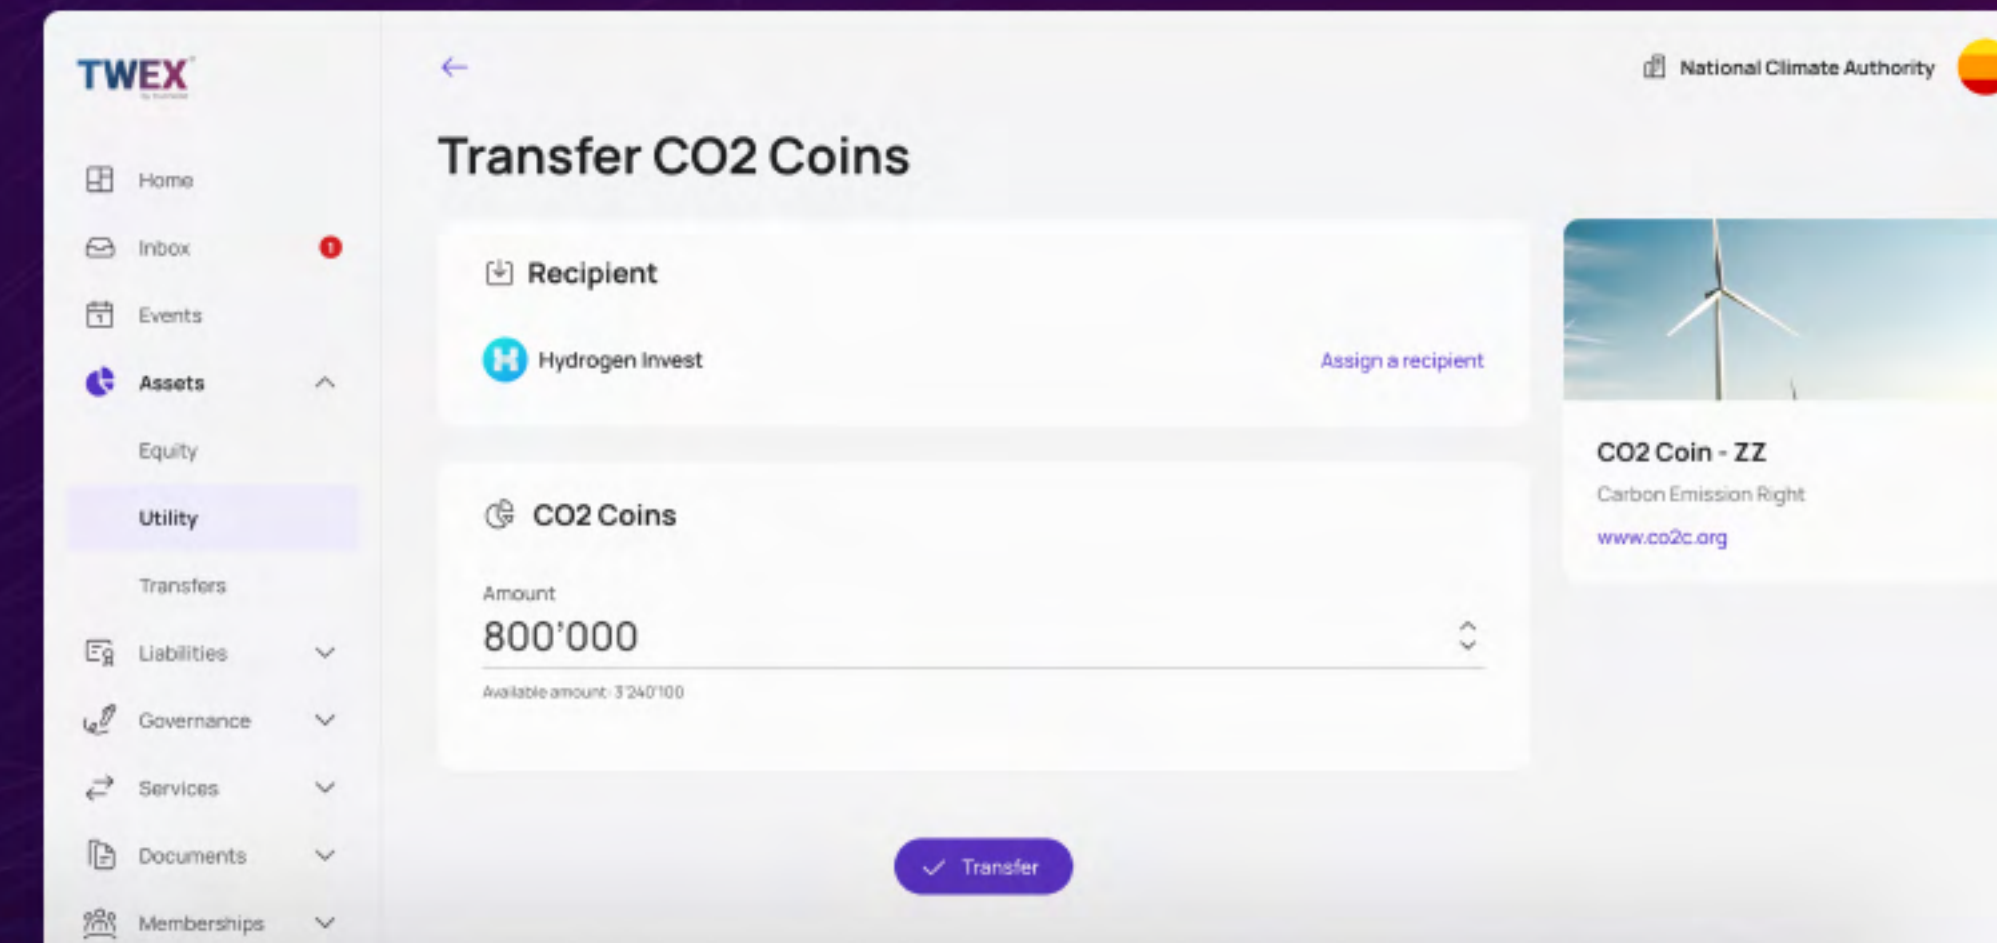 TWEX
National Climate Authority
Transfer CO2 Coins
Home
Inbox
1
Events
Assets
Equity
Utility
Transfers
Liabilities
Governance
Services
Documents
Memberships
Recipient
Hydrogen Invest
Assign a recipient
CO2 Coins
Amount
800’000
Available amount: 3’240’100
Transfer
CO2 Coin - ZZ
Carbon Emission Right
www.co2c.org